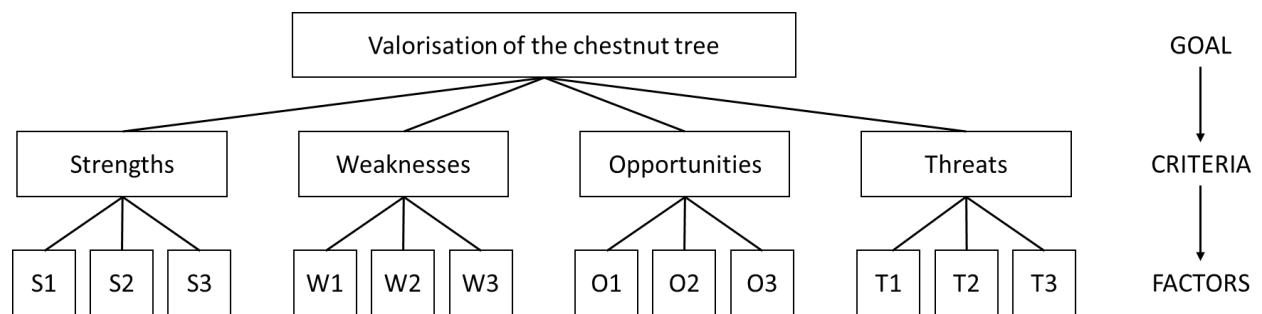 Valorisation of the chestnut tree
GOAL
Strengths
Weaknesses
Opportunities
Threats
CRITERIA
S1
S2
S3
W1
W2
W3
O1
O2
O3
T1
T2
T3
FACTORS